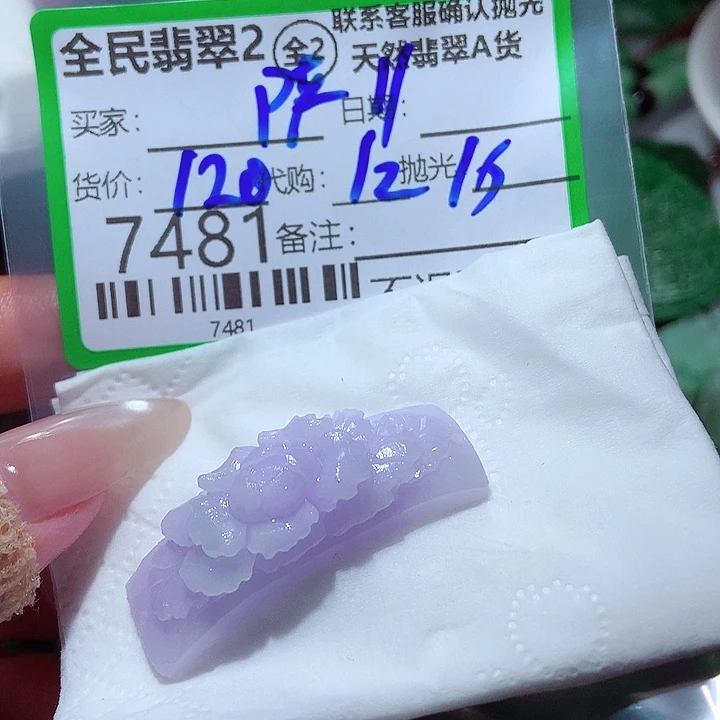 联系客服确认抛光
全民翡翠2 全2 天然翡翠A货
买家: 日期:
货价: 120 代购: 12 抛光 15
7481 备注:
7481